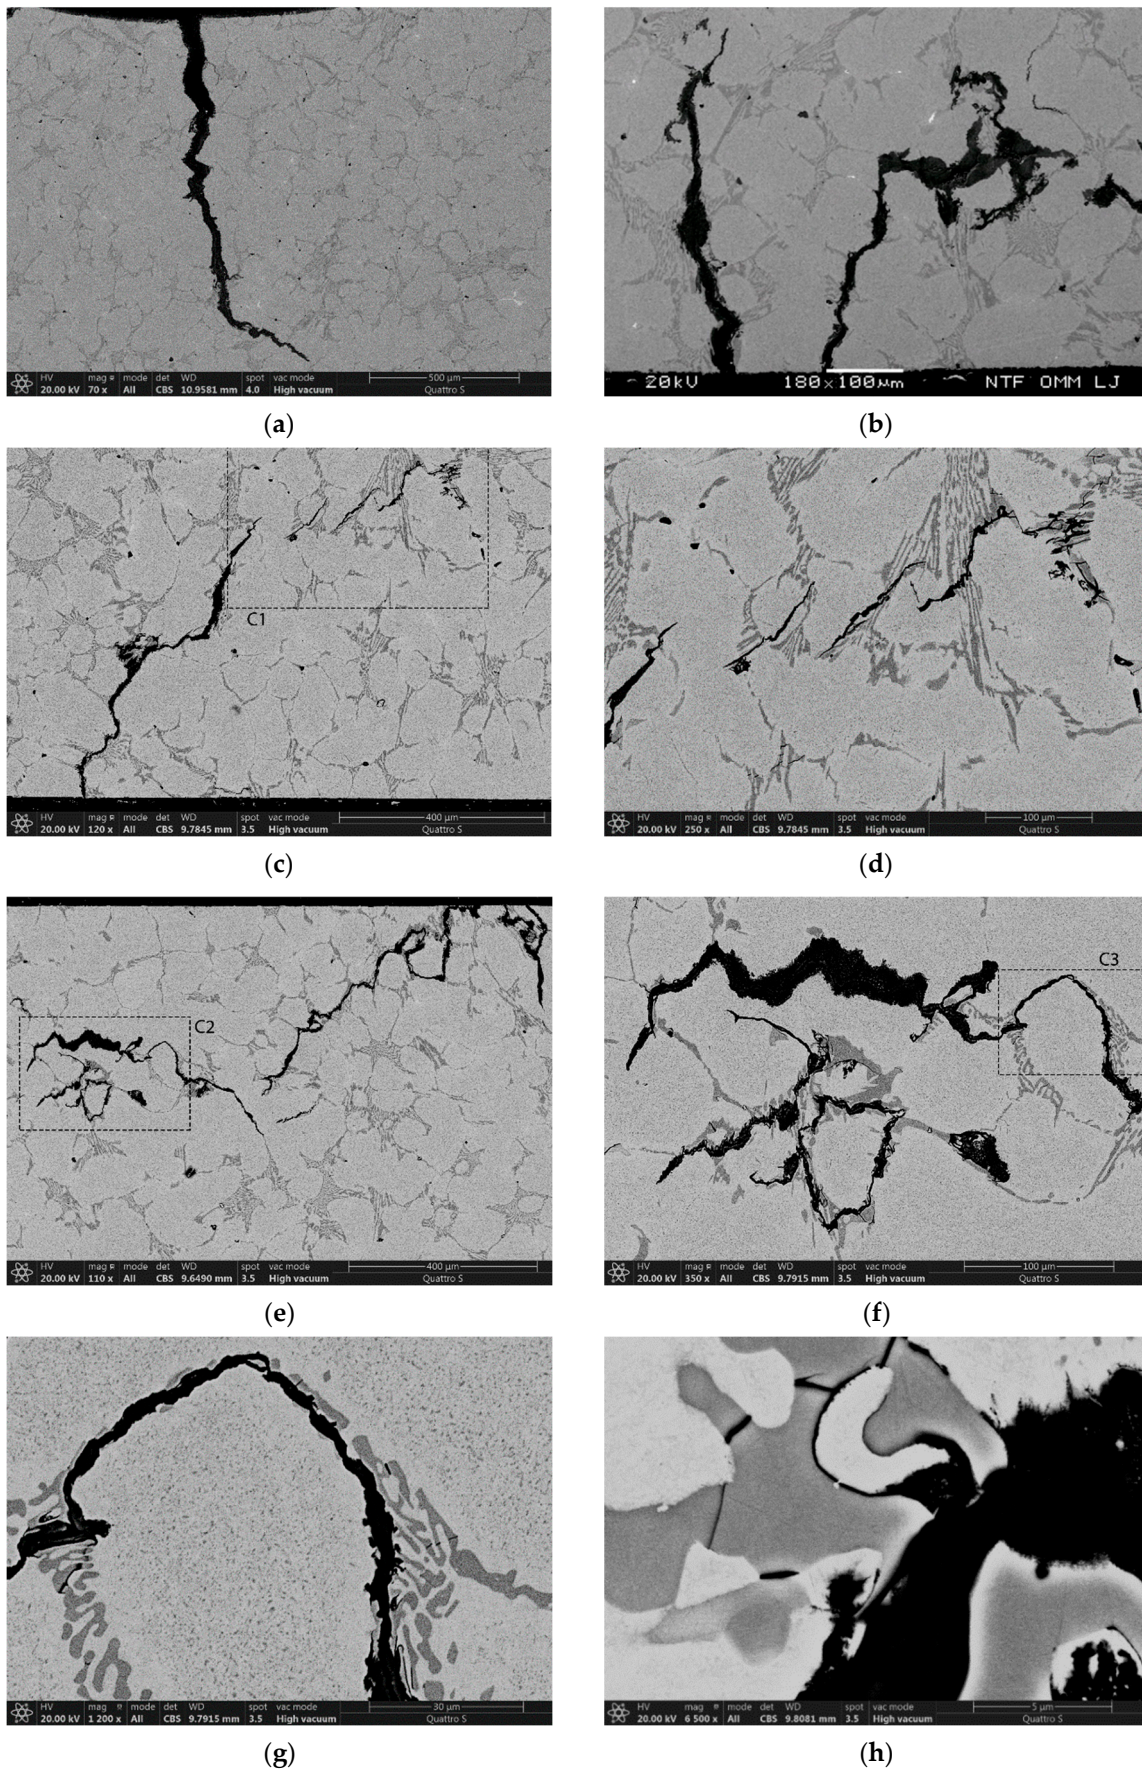 HV mag mode det WD spot vac mode 500 µm
20.00 kV 70 x All CBS 10.9581 mm 4.0 High vacuum Quattro S
20kV 180x100µm NTF OMM LJ
(a)
(b)
C1
HV mag mode det WD spot vac mode 400 µm
20.00 kV 120 x All CBS 9.7845 mm 3.5 High vacuum Quattro S
HV mag mode det WD spot vac mode 100 µm
20.00 kV 250 x All CBS 9.7845 mm 3.5 High vacuum Quattro S
(c)
(d)
C2
HV mag mode det WD spot vac mode 400 µm
20.00 kV 110 x All CBS 9.6490 mm 3.5 High vacuum Quattro S
C3
HV mag mode det WD spot vac mode 100 µm
20.00 kV 350 x All CBS 9.7915 mm 3.5 High vacuum Quattro S
(e)
(f)
HV mag mode det WD spot vac mode 30 µm
20.00 kV 1 200 x All CBS 9.7915 mm 3.5 High vacuum Quattro S
HV mag mode det WD spot vac mode 5 µm
20.00 kV 6 500 x All CBS 9.8081 mm 3.5 High vacuum Quattro S
(g)
(h)